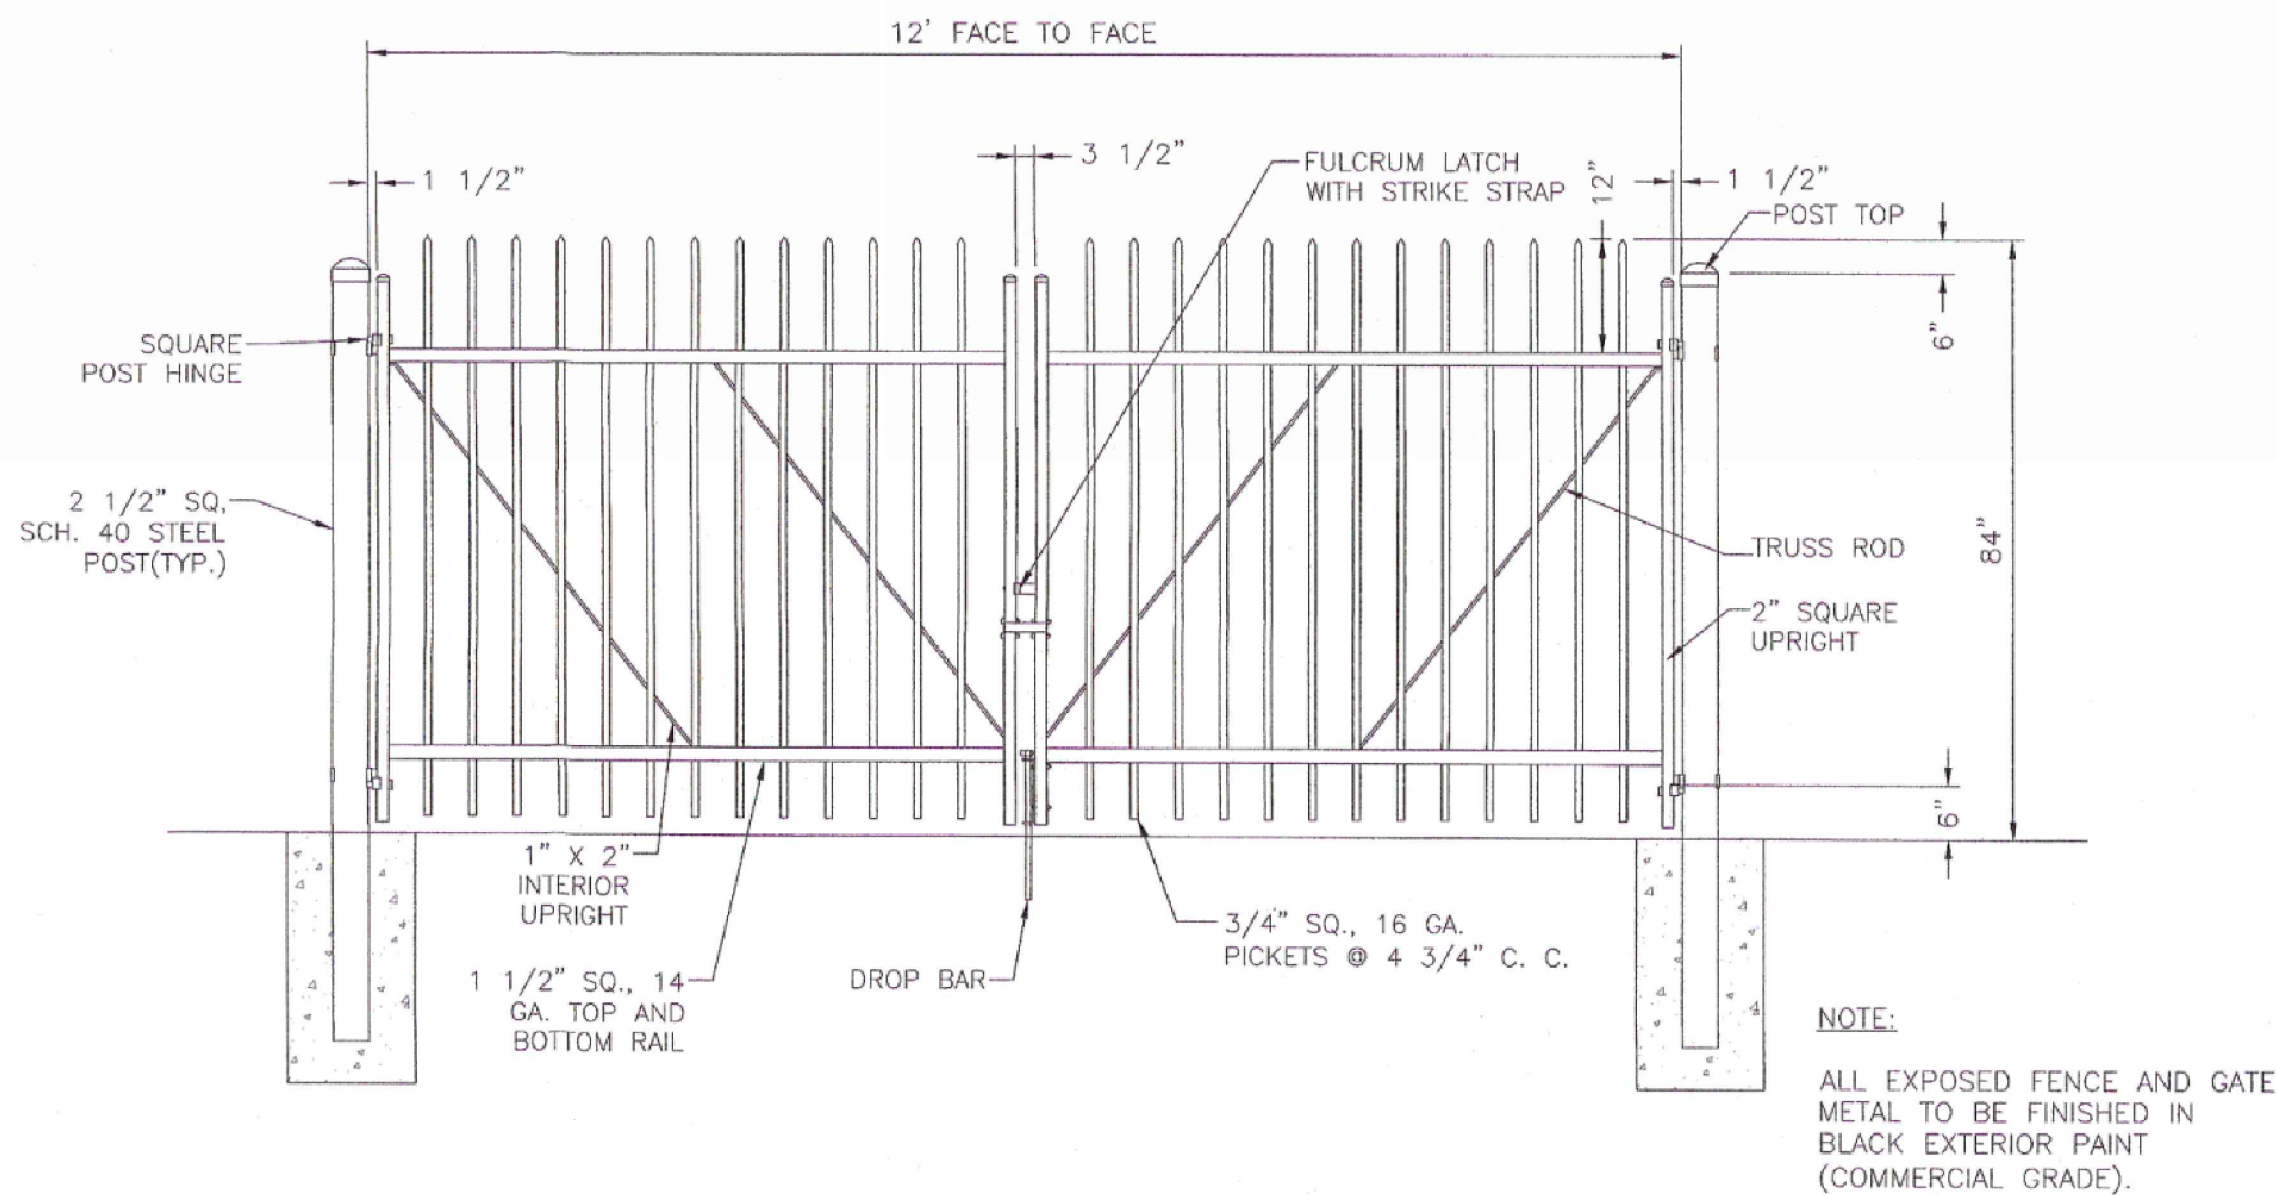 12' FACE TO FACE
3 1/2"
1 1/2"
FULCRUM LATCH
WITH STRIKE STRAP
12"
1 1/2"
POST TOP
6"
SQUARE
POST HINGE
2 1/2" SQ,
SCH. 40 STEEL
POST(TYP.)
84"
TRUSS ROD
2" SQUARE
UPRIGHT
6"
1" X 2"
INTERIOR
UPRIGHT
1 1/2" SQ., 14
GA. TOP AND
BOTTOM RAIL
DROP BAR
3/4" SQ., 16 GA.
PICKETS @ 4 3/4" C. C.
NOTE:
ALL EXPOSED FENCE AND GATE
METAL TO BE FINISHED IN
BLACK EXTERIOR PAINT
(COMMERCIAL GRADE).